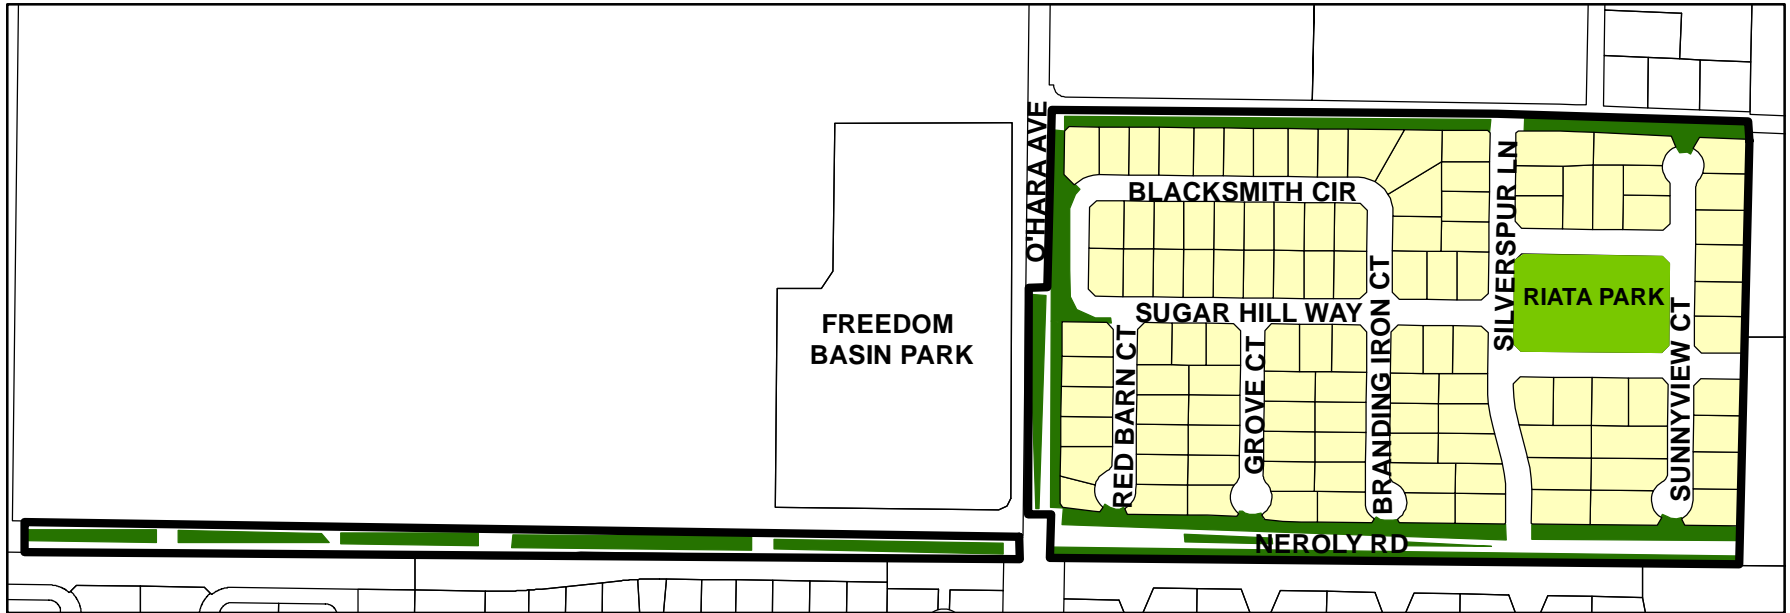 O'HARA AVE
BLACKSMITH CIR
SILVERSPUR LN
FREEDOM
BASIN PARK
SUGAR HILL WAY
RIATA PARK
RED BARN CT
GROVE CT
BRANDING IRON CT
SUNNYVIEW CT
NEROLY RD